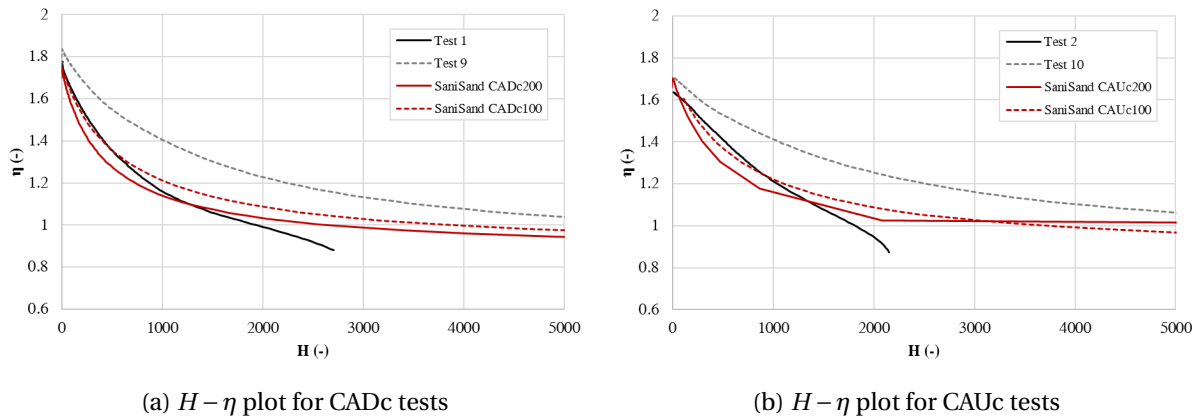 2
1.8
1.6
1.4
1.2
1
0.8
0.6
η (-)
Test 1
Test 9
SaniSand CADc200
SaniSand CADc100
0 1000 2000 3000 4000 5000
H (-)
(a) H − η plot for CADc tests
2
1.8
1.6
1.4
1.2
1
0.8
0.6
η (-)
Test 2
Test 10
SaniSand CAUc200
SaniSand CAUc100
0 1000 2000 3000 4000 5000
H (-)
(b) H − η plot for CAUc tests